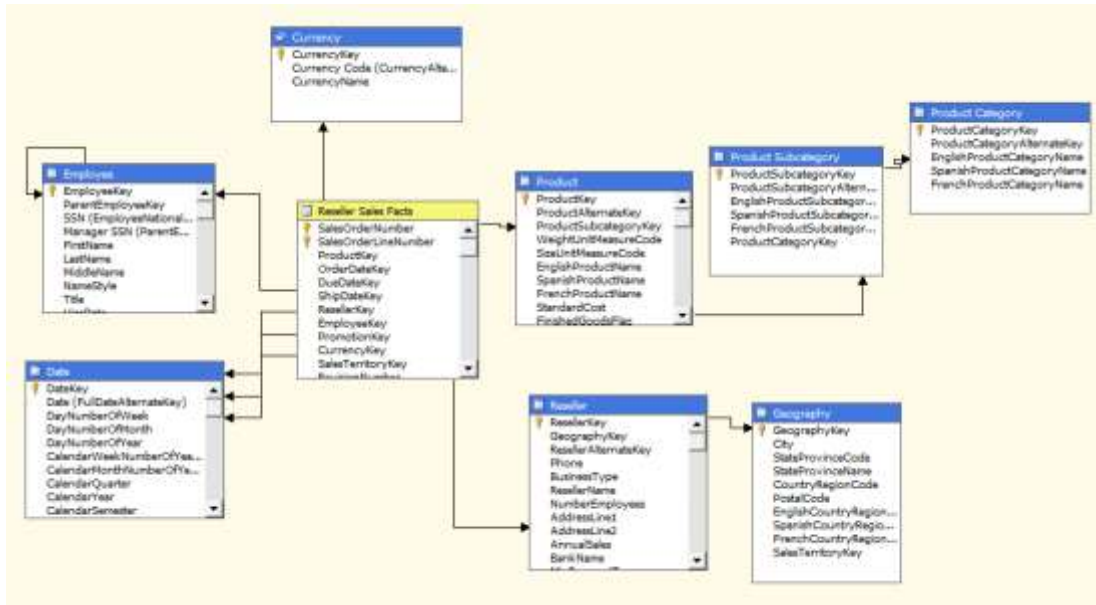 Currency
CurrencyKey
Currency Code (CurrencyAlte...
CurrencyName
Employee
EmployeeKey
ParentEmployeeKey
SSN (EmployeeNational...
Manager SSN (ParentE...
FirstName
LastName
MiddleName
NameStyle
Title
Reseller Sales Facts
SalesOrderNumber
SalesOrderLineNumber
ProductKey
OrderDateKey
DueDateKey
ShipDateKey
ResellerKey
EmployeeKey
PromotionKey
CurrencyKey
SalesTerritoryKey
RevisionNumber
Product
ProductKey
ProductAlternateKey
ProductSubcategoryKey
WeightUnitMeasureCode
SizeUnitMeasureCode
EnglishProductName
SpanishProductName
FrenchProductName
StandardCost
FinishedGoodsFlag
Product Subcategory
ProductSubcategoryKey
ProductSubcategoryAltern...
EnglishProductSubcategor...
SpanishProductSubcategor...
FrenchProductSubcategor...
ProductCategoryKey
Product Category
ProductCategoryKey
ProductCategoryAlternateKey
EnglishProductCategoryName
SpanishProductCategoryName
FrenchProductCategoryName
Date
DateKey
Date (FullDateAlternateKey)
DayNumberOfWeek
DayNumberOfMonth
DayNumberOfYear
CalendarWeekNumberOfYea...
CalendarMonthNumberOfYe...
CalendarQuarter
CalendarYear
CalendarSemester
Reseller
ResellerKey
GeographyKey
ResellerAlternateKey
Phone
BusinessType
ResellerName
NumberEmployees
AddressLine1
AddressLine2
AnnualSales
BankName
Geography
GeographyKey
City
StateProvinceCode
StateProvinceName
CountryRegionCode
PostalCode
EnglishCountryRegion...
SpanishCountryRegio...
FrenchCountryRegion...
SalesTerritoryKey